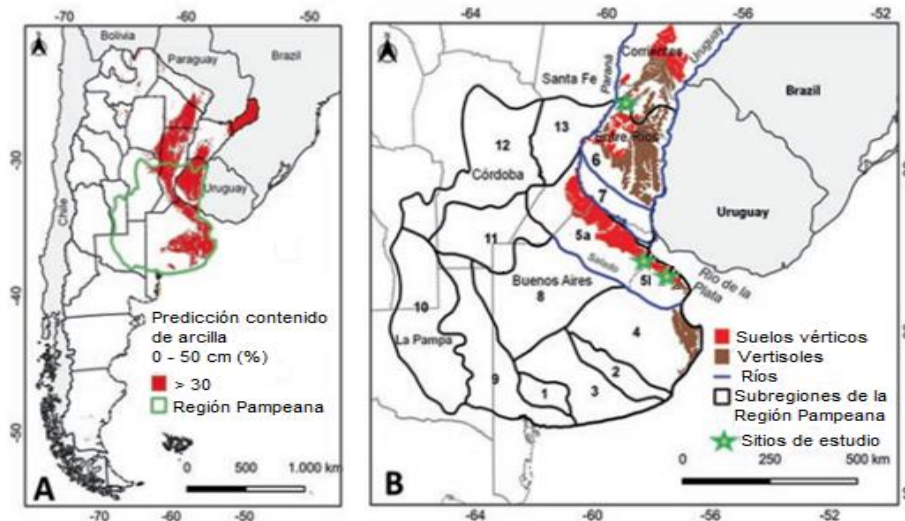 -70
-60
-50
Bolivia
Paraguay
Brazil
Uruguay
Chile
-30
-40
-50
Predicción contenido
de arcilla
0 - 50 cm (%)
> 30
Región Pampeana
0
500
1.000 km
A
-70
-60
-50
-60
-56
-52
Corrientes
Uruguay
Paraná
Santa Fe
Brazil
Entre Ríos
12
13
6
Córdoba
7
Uruguay
5a
11
Salado
Rio de la
Plata
5l
Buenos Aires
8
10
La Pampa
4
9
2
1
3
Suelos vérticos
Vertisoles
Ríos
Subregiones de la
Región Pampeana
Sitios de estudio
0
250
500 km
B
-64
-60
-56
-52